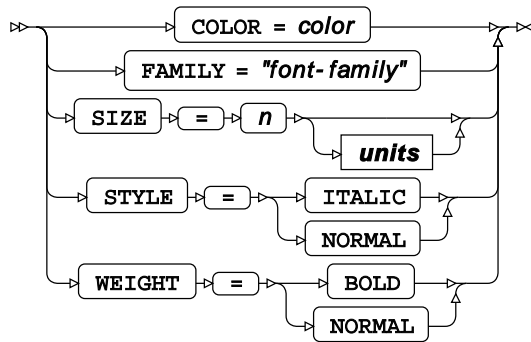 COLOR = color
FAMILY = "font-family"
SIZE = n
units
STYLE = ITALIC
NORMAL
WEIGHT = BOLD
NORMAL